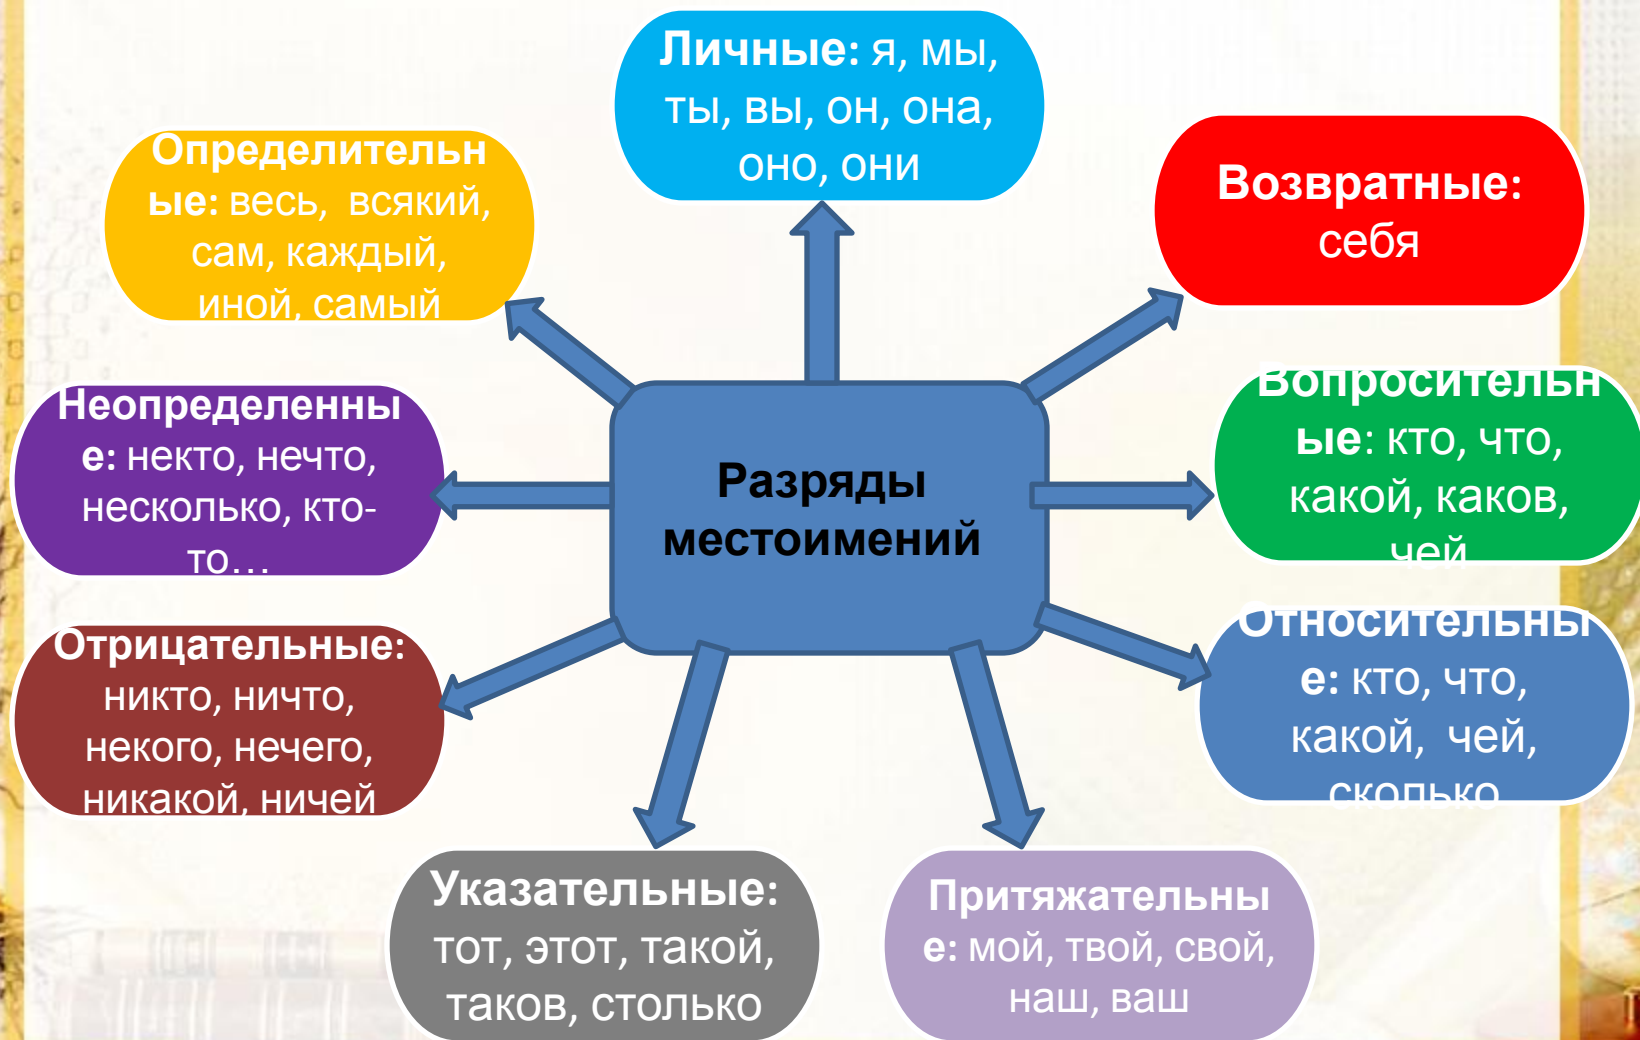 Личные: я, мы,
ты, вы, он, она,
оно, они
Определительн
ые: весь, всякий,
сам, каждый,
иной, самый
Возвратные:
себя
Неопределенны
е: некто, нечто,
несколько, кто-
то...
Разряды
местоимений
Вопросительн
ые: кто, что,
какой, каков,
чей
Отрицательные:
никто, ничто,
некого, нечего,
никакой, ничей
Относительны
е: кто, что,
какой, чей,
сколько
Указательные:
тот, этот, такой,
таков, столько
Притяжательны
е: мой, твой, свой,
наш, ваш